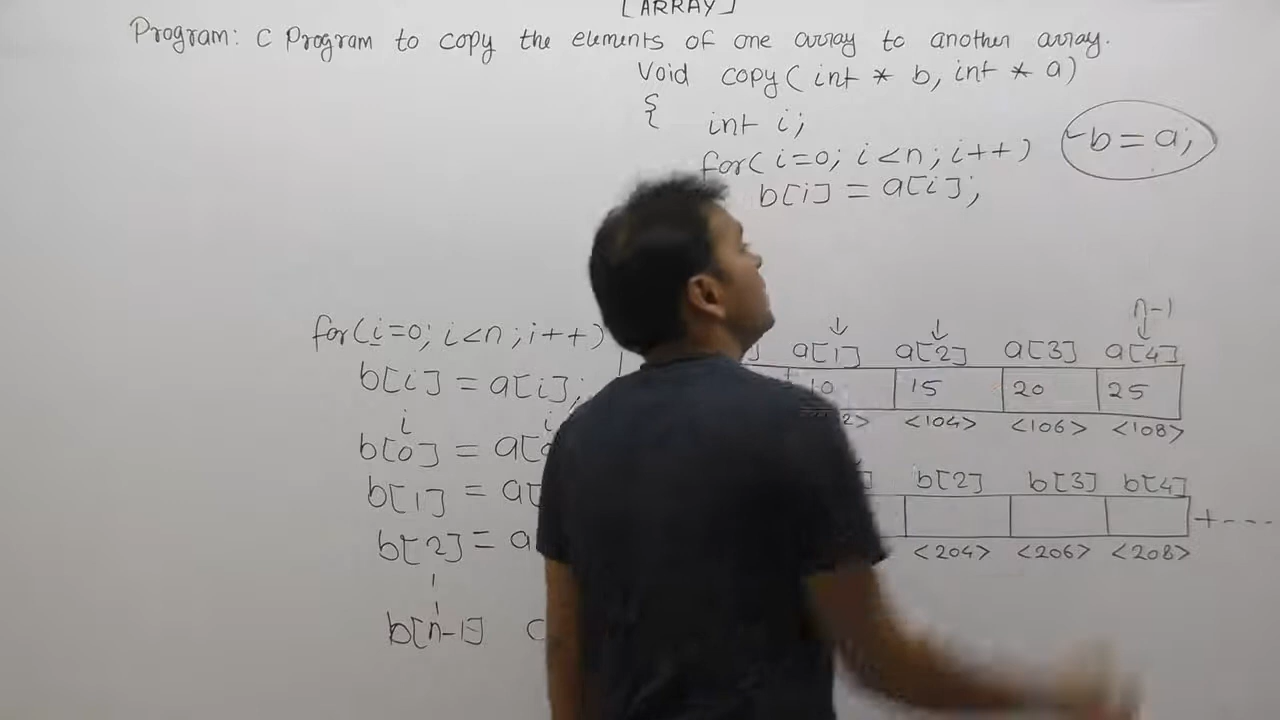 [ARRAY]
Program: C Program to copy the elements of one array to another array.
Void copy( int * b, int * a)
{
int i;
for( i=0; i<n; i++)
b[i] = a[i];
b = a;
for(i=0; i<n; i++)
b[i] = a[i];
i i
b[0] = a[
b[1] = a[
b[2] = a
b[n-1]
n-1
a[1] a[2] a[3] a[4]
10 15 20 25
2> <104> <106> <108>
b[2] b[3] b[4]
+----
<204> <206> <208>